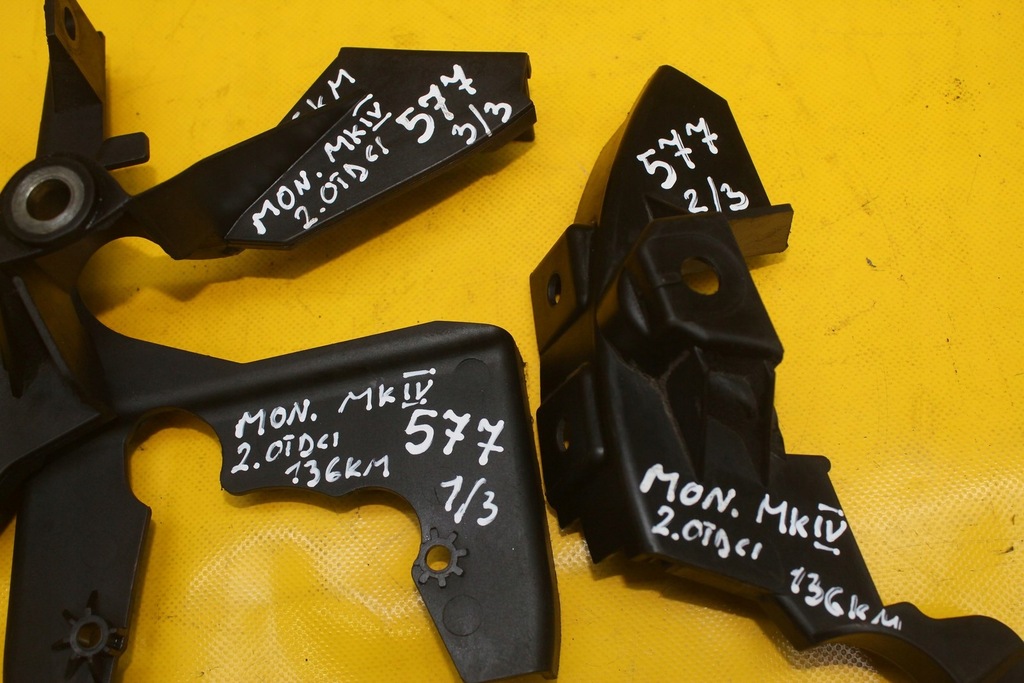 KM
MON. MKIV 577
2.0TDCI 3/3
577
2/3
MON. MKIV
2.0TDCI 577
136KM
1/3
MON. MKIV
2.0TDCI
136KM